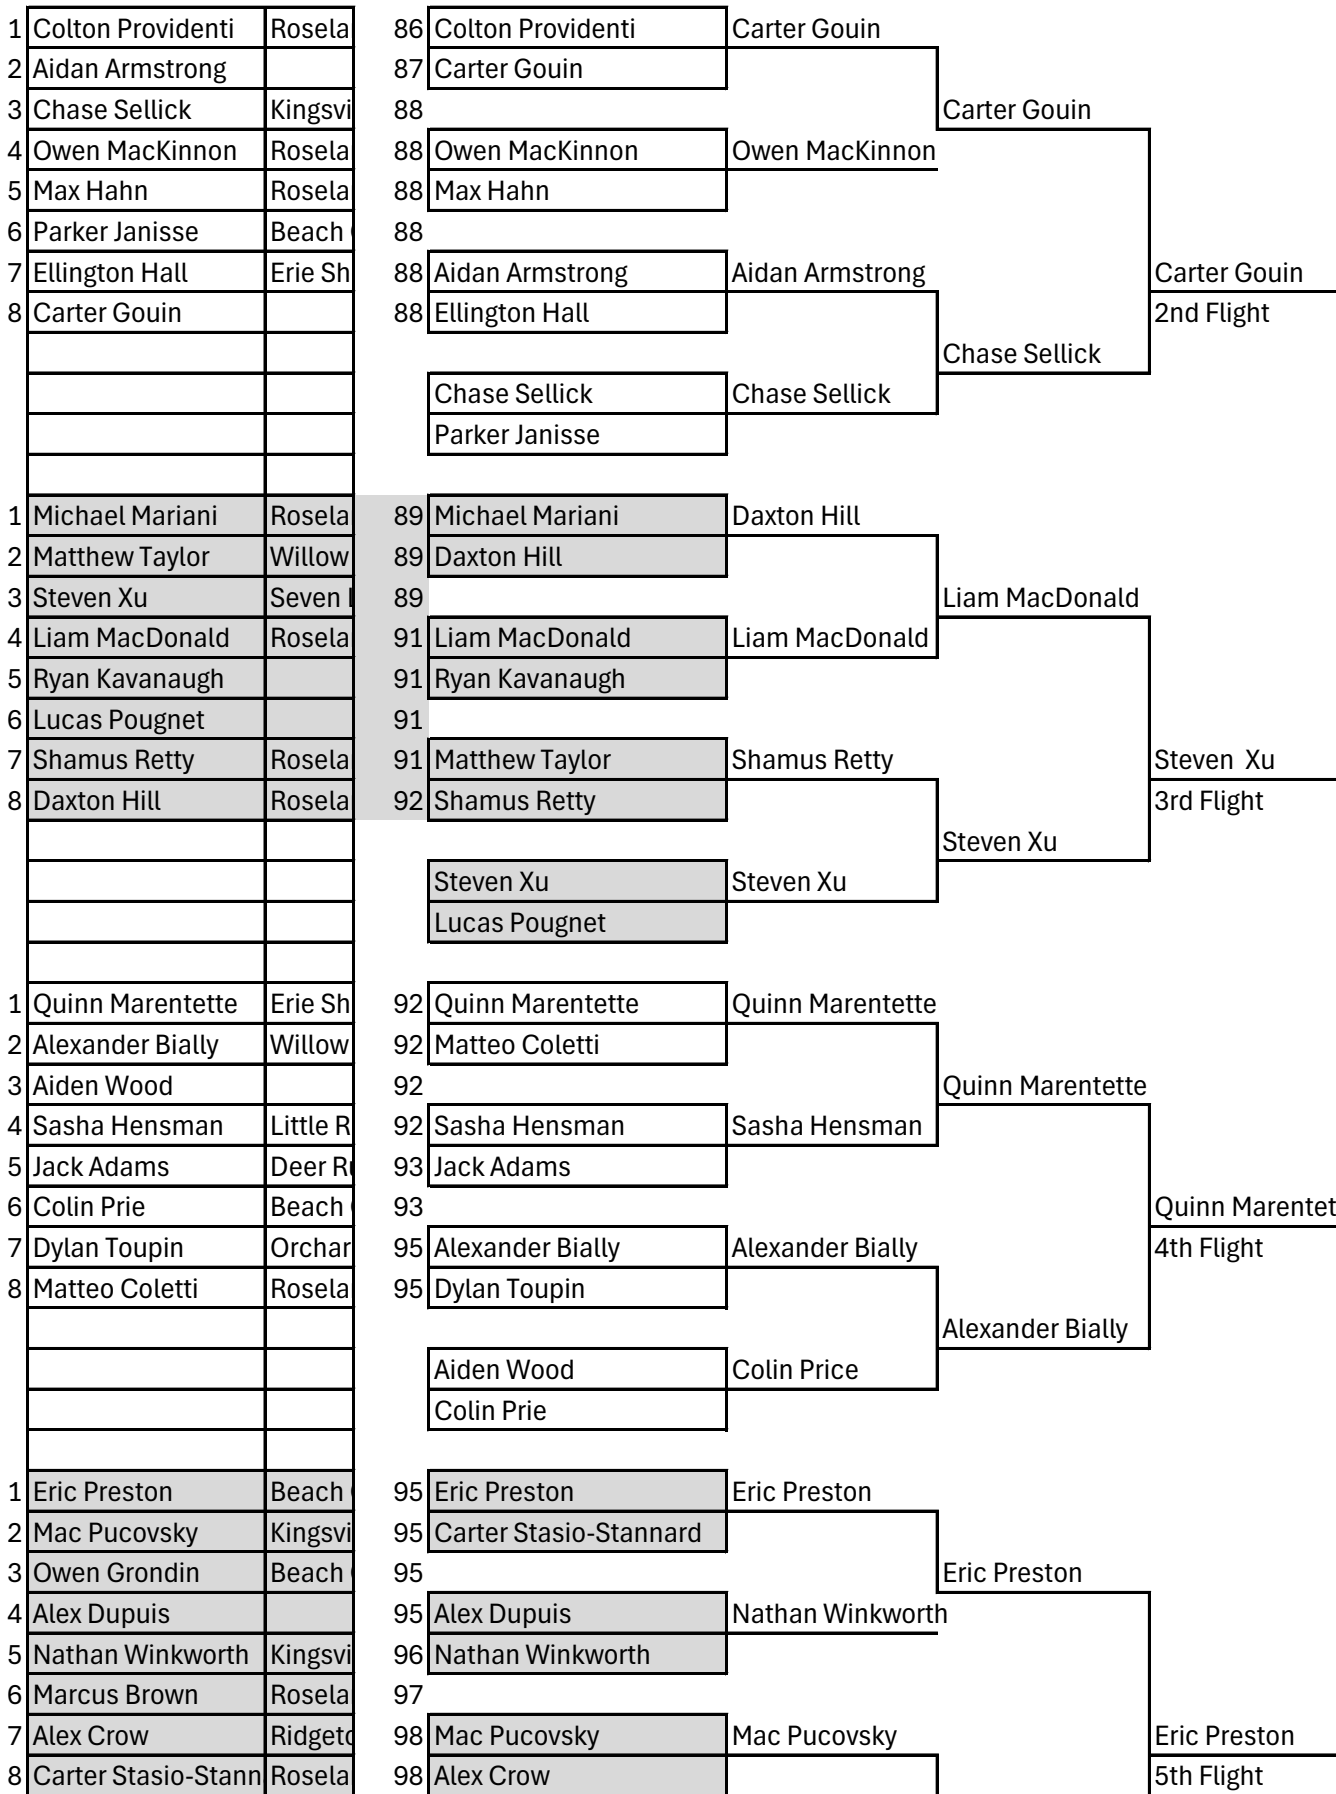 1 Colton Providenti Rosela 86 Colton Providenti Carter Gouin
2 Aidan Armstrong 87 Carter Gouin
3 Chase Sellick Kingsvi 88 Carter Gouin
4 Owen MacKinnon Rosela 88 Owen MacKinnon Owen MacKinnon
5 Max Hahn Rosela 88 Max Hahn
6 Parker Janisse Beach 88
7 Ellington Hall Erie Sh 88 Aidan Armstrong Aidan Armstrong Carter Gouin
8 Carter Gouin 88 Ellington Hall 2nd Flight
Chase Sellick
Chase Sellick Chase Sellick
Parker Janisse
1 Michael Mariani Rosela 89 Michael Mariani Daxton Hill
2 Matthew Taylor Willow 89 Daxton Hill
3 Steven Xu Seven 89 Liam MacDonald
4 Liam MacDonald Rosela 91 Liam MacDonald Liam MacDonald
5 Ryan Kavanaugh 91 Ryan Kavanaugh
6 Lucas Pougnet 91
7 Shamus Retty Rosela 91 Matthew Taylor Shamus Retty Steven  Xu
8 Daxton Hill Rosela 92 Shamus Retty 3rd Flight
Steven Xu
Steven Xu Steven Xu
Lucas Pougnet
1 Quinn Marentette Erie Sh 92 Quinn Marentette Quinn Marentette
2 Alexander Bially Willow 92 Matteo Coletti
3 Aiden Wood 92 Quinn Marentette
4 Sasha Hensman Little R 92 Sasha Hensman Sasha Hensman
5 Jack Adams Deer Ru 93 Jack Adams
6 Colin Prie Beach 93 Quinn Marentet
7 Dylan Toupin Orchar 95 Alexander Bially Alexander Bially 4th Flight
8 Matteo Coletti Rosela 95 Dylan Toupin
Alexander Bially
Aiden Wood Colin Price
Colin Prie
1 Eric Preston Beach 95 Eric Preston Eric Preston
2 Mac Pucovsky Kingsvi 95 Carter Stasio-Stannard
3 Owen Grondin Beach 95 Eric Preston
4 Alex Dupuis 95 Alex Dupuis Nathan Winkworth
5 Nathan Winkworth Kingsvi 96 Nathan Winkworth
6 Marcus Brown Rosela 97
7 Alex Crow Ridgeto 98 Mac Pucovsky Mac Pucovsky Eric Preston
8 Carter Stasio-Stann Rosela 98 Alex Crow 5th Flight